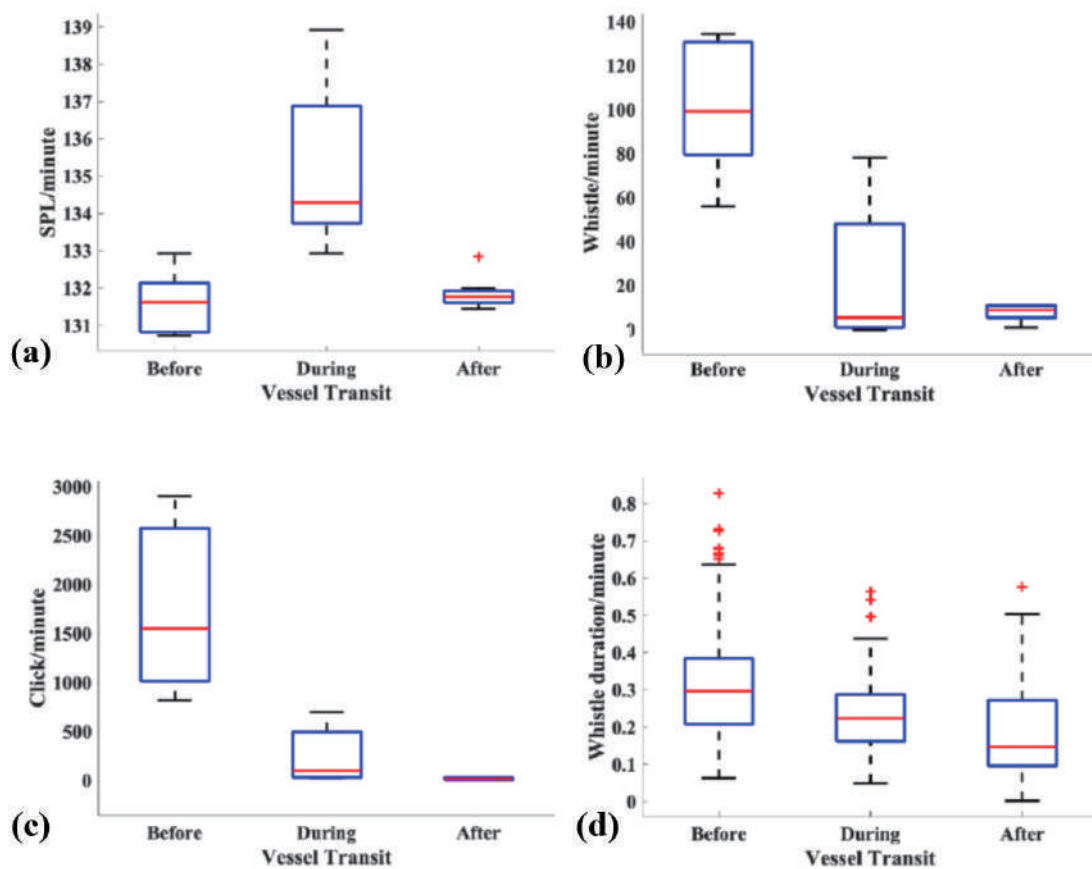 139
138
137
136
135
134
133
132
131
SPL/minute
Before
During
After
Vessel Transit
(a)
140
120
100
80
60
40
20
Whistle/minute
Before
During
After
Vessel Transit
(b)
3000
2500
2000
1500
1000
500
0
Click/minute
Before
During
After
Vessel Transit
(c)
0.8
0.7
0.6
0.5
0.4
0.3
0.2
0.1
0
Whistle duration/minute
Before
During
After
Vessel Transit
(d)